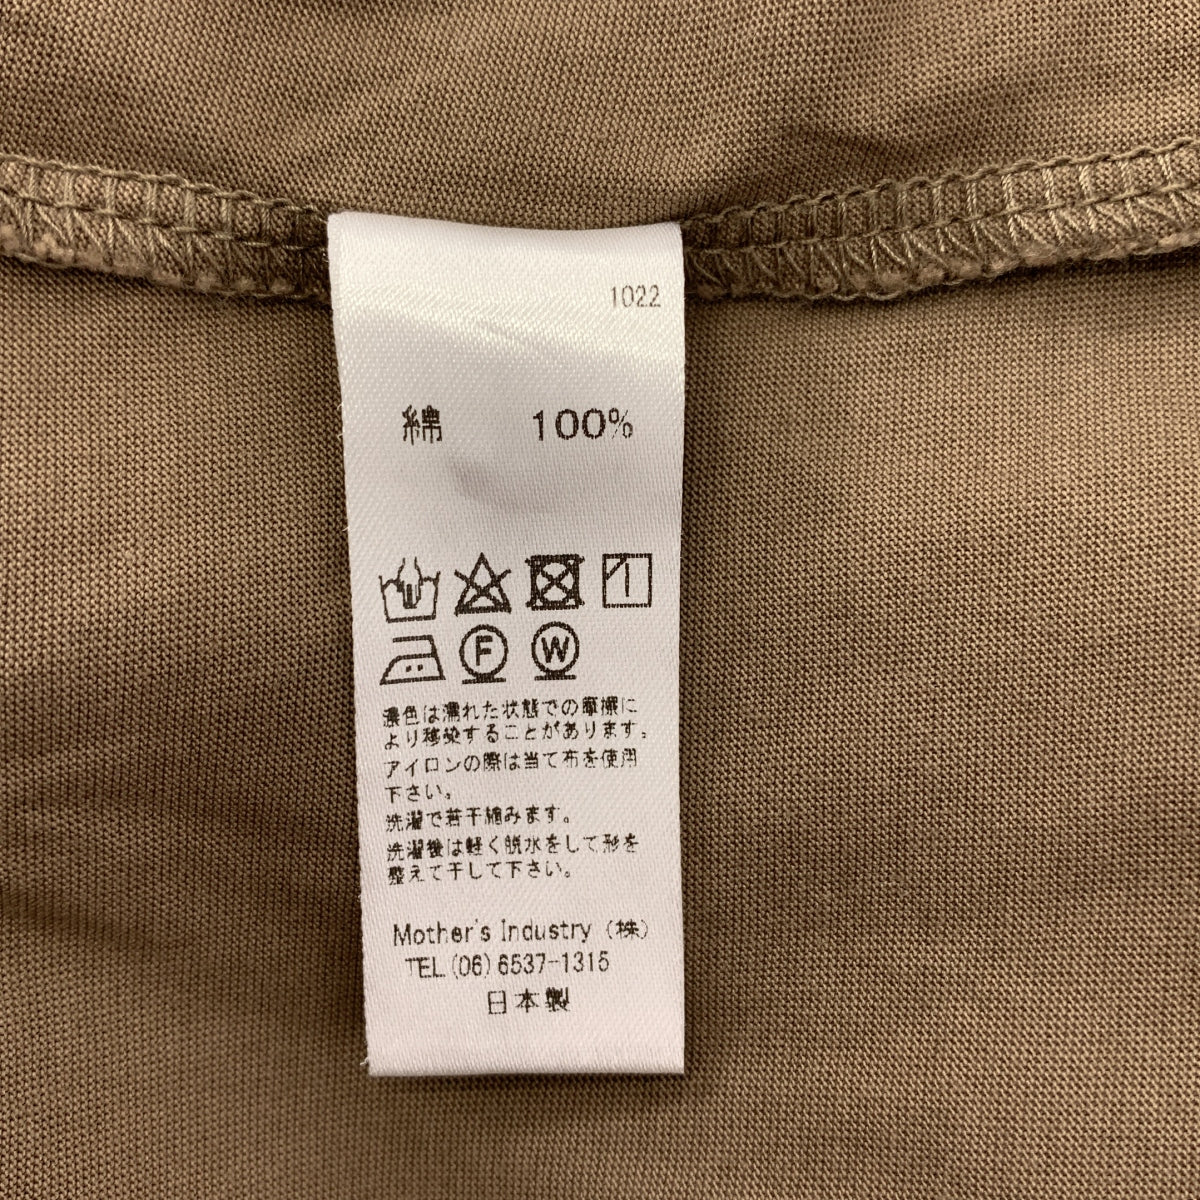 1022
綿 100%
F W
濃色は濡れた状態での摩擦に
より移染することがあります。
アイロンの際は当て布を使用
下さい。
洗濯で若干縮みます。
洗濯後は軽く脱水をして形を
整えて干して下さい。
Mother's Industry (株)
TEL (06) 6537-1315
日本製